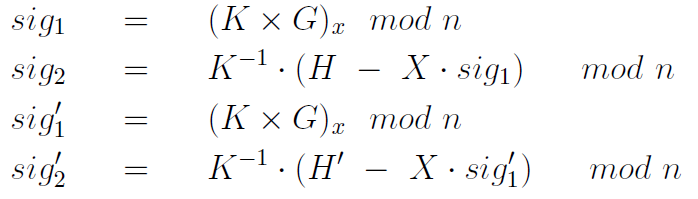 sig₁ = (K × G)ₓ mod n
sig₂ = K⁻¹ · (H − X · sig₁) mod n
sig′₁ = (K × G)ₓ mod n
sig′₂ = K⁻¹ · (H′ − X · sig′₁) mod n